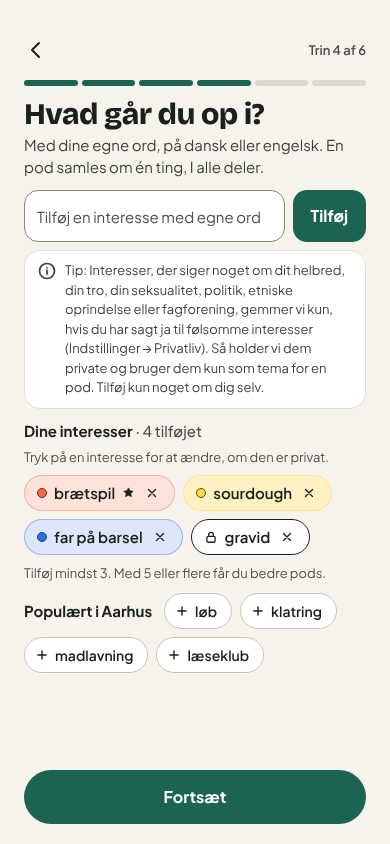 Trin 4 af 6
Hvad går du op i?
Med dine egne ord, på dansk eller engelsk. En
pod samles om én ting, I alle deler.
Tilføj en interesse med egne ord
Tilføj
Tip: Interesser, der siger noget om dit helbred,
din tro, din seksualitet, politik, etniske
oprindelse eller fagforening, gemmer vi kun,
hvis du har sagt ja til følsomme interesser
(Indstillinger → Privatliv). Så holder vi dem
private og bruger dem kun som tema for en
pod. Tilføj kun noget om dig selv.
Dine interesser · 4 tilføjet
Tryk på en interesse for at ændre, om den er privat.
brætspil ★ ×
sourdough ×
far på barsel ×
gravid ×
Tilføj mindst 3. Med 5 eller flere får du bedre pods.
Populært i Aarhus
+ løb
+ klatring
+ madlavning
+ læseklub
Fortsæt